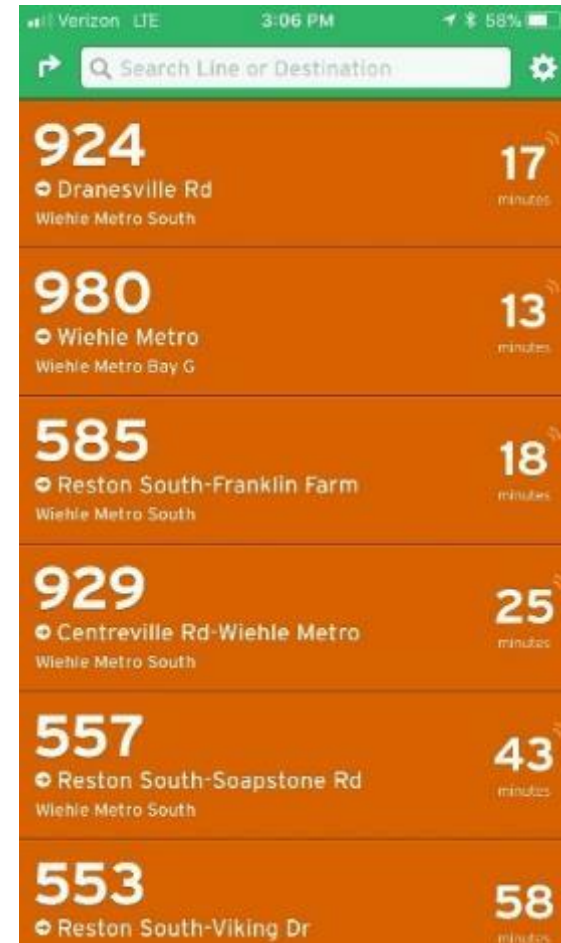 Verizon LTE 3:06 PM 58%
Search Line or Destination
924
Dranesville Rd
Wiehle Metro South
17
minutes
980
Wiehle Metro
Wiehle Metro Bay G
13
minutes
585
Reston South-Franklin Farm
Wiehle Metro South
18
minutes
929
Centreville Rd-Wiehle Metro
Wiehle Metro South
25
minutes
557
Reston South-Soapstone Rd
Wiehle Metro South
43
minutes
553
Reston South-Viking Dr
58
minutes